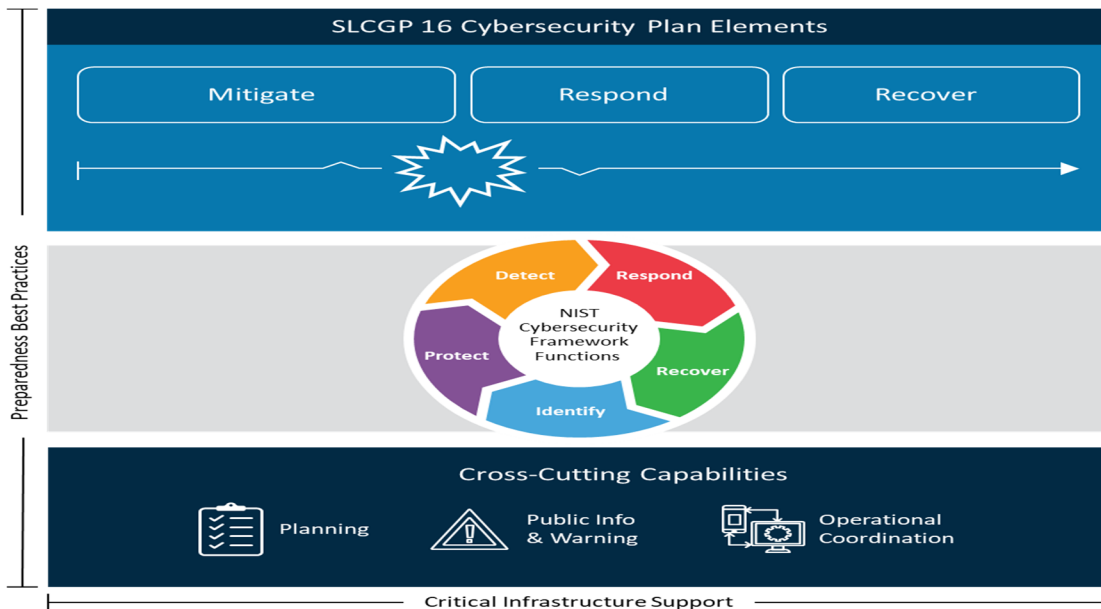 SLCGP 16 Cybersecurity Plan Elements
Mitigate
Respond
Recover
Preparedness Best Practices
Detect
Respond
NIST
Cybersecurity
Framework
Functions
Protect
Recover
Identify
Cross-Cutting Capabilities
Planning
Public Info
& Warning
Operational
Coordination
Critical Infrastructure Support